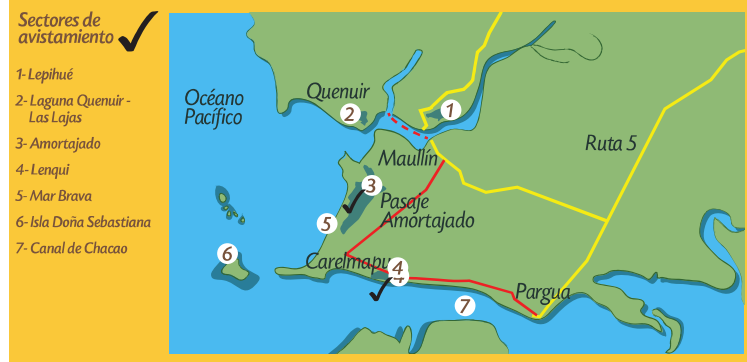 Sectores de
avistamiento
1- Lepihué
2- Laguna Quenuir -
Las Lajas
3- Amortajado
4- Lenqui
5- Mar Brava
6- Isla Doña Sebastiana
7- Canal de Chacao
Océano
Pacífico
Quenuir
1
2
Ruta 5
Maullín
3
Pasaje
Amortajado
5
6
Carelmapu
4
4
7
Pargua